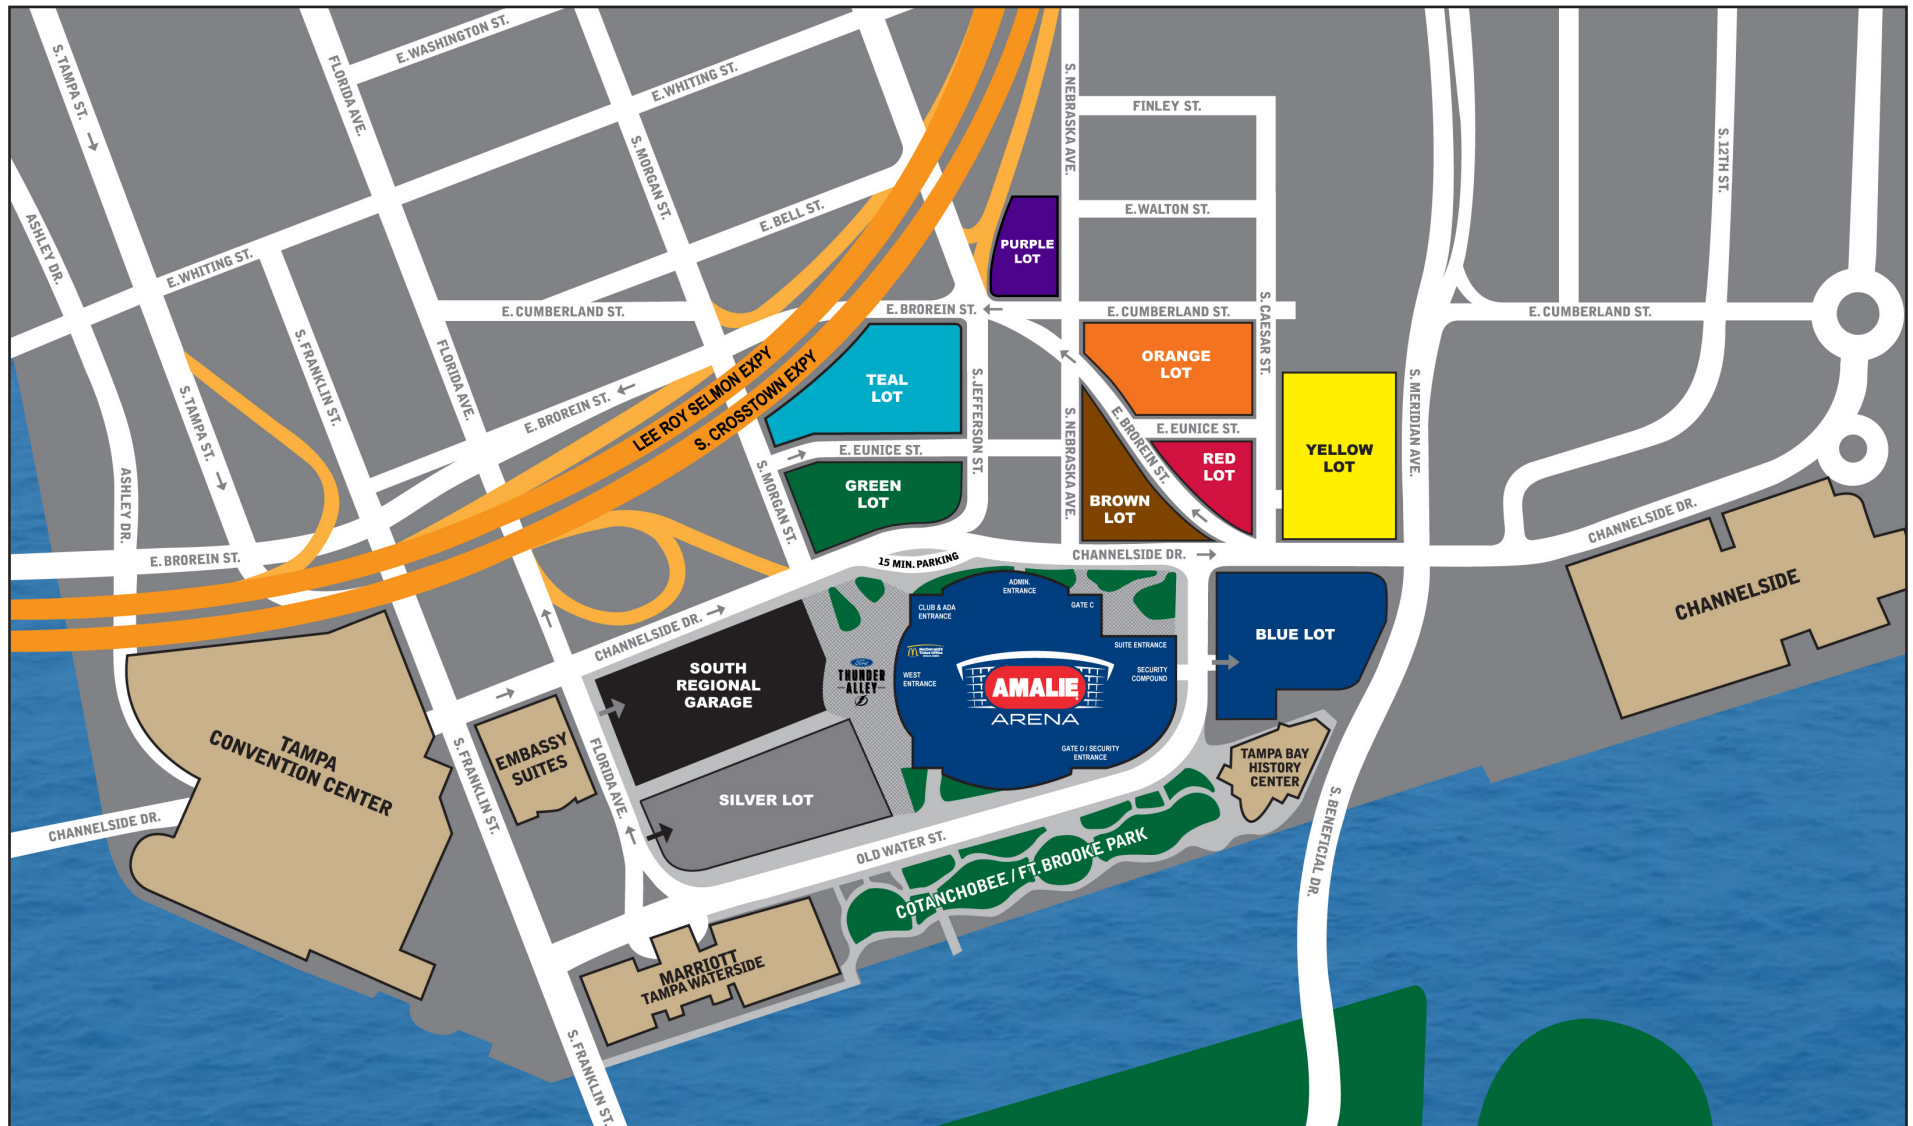 S. TAMPA ST.
FLORIDA AVE.
E. WASHINGTON ST.
E. WHITING ST.
S. MORGAN ST.
E. BELL ST.
S. NEBRASKA AVE.
FINLEY ST.
E. WALTON ST.
S. 12TH ST.
ASHLEY DR.
E. WHITING ST.
PURPLE
LOT
E. CUMBERLAND ST.
E. BROREIN ST.
E. CUMBERLAND ST.
S. CAESAR ST.
E. CUMBERLAND ST.
S. FRANKLIN ST.
FLORIDA AVE.
S. TAMPA ST.
E. BROREIN ST.
LEE ROY SELMON EXPY
S. CROSSTOWN EXPY
TEAL
LOT
S. JEFFERSON ST.
ORANGE
LOT
S. MERIDIAN AVE.
E. EUNICE ST.
E. EUNICE ST.
E. BROREIN ST.
S. NEBRASKA AVE.
RED
LOT
YELLOW
LOT
GREEN
LOT
BROWN
LOT
S. MORGAN ST.
ASHLEY DR.
E. BROREIN ST.
15 MIN. PARKING
CHANNELSIDE DR.
CHANNELSIDE DR.
CHANNELSIDE
CHANNELSIDE DR.
ADMIN.
ENTRANCE
CLUB & ADA
ENTRANCE
GATE C
SUITE ENTRANCE
McDonald's
Ticket Office
WEST
ENTRANCE
SECURITY
COMPOUND
BLUE LOT
SOUTH
REGIONAL
GARAGE
Ford
THUNDER
ALLEY
AMALIE
ARENA
GATE D / SECURITY
ENTRANCE
TAMPA
CONVENTION CENTER
EMBASSY
SUITES
FLORIDA AVE.
S. FRANKLIN ST.
SILVER LOT
TAMPA BAY
HISTORY
CENTER
CHANNELSIDE DR.
OLD WATER ST.
COTANCHOBEE / FT. BROOKE PARK
S. BENEFICIAL DR.
MARRIOTT
TAMPA WATERSIDE
S. FRANKLIN ST.